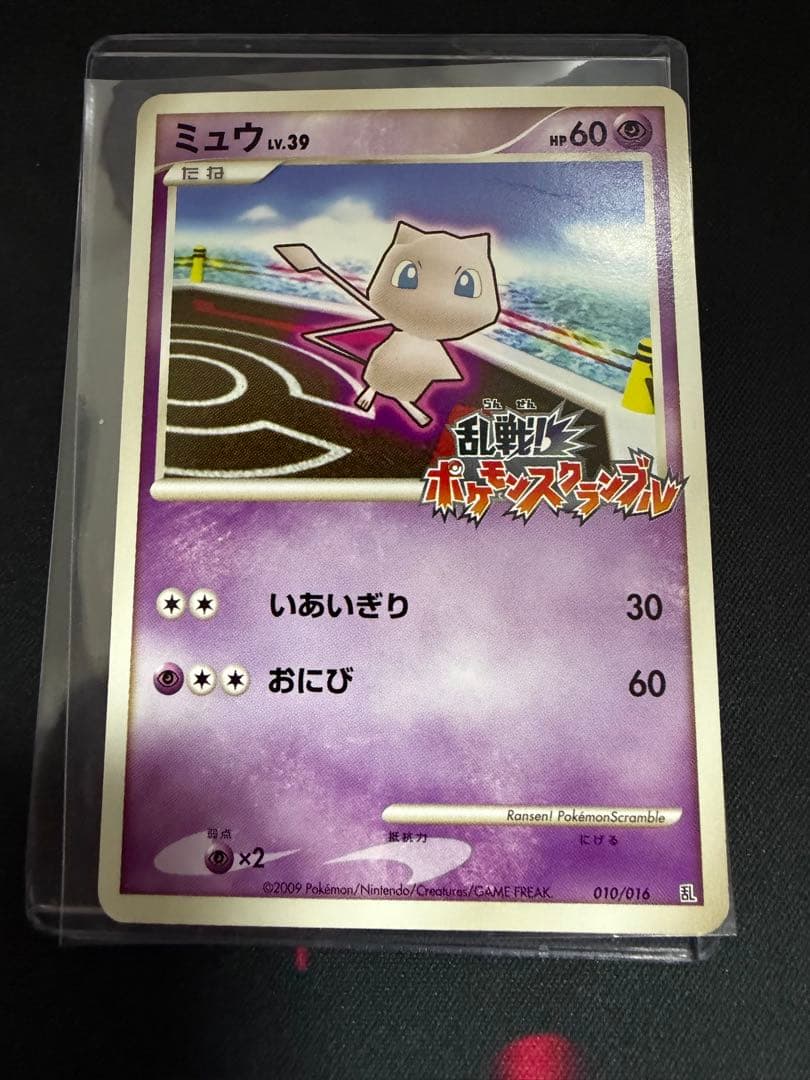 ミュウ LV.39 HP60
たね
らん せん
乱戦!
ポケモンスクランブル
いあいぎり 30
おにび 60
Ransen! PokémonScramble
弱点 抵抗力 にげる
×2
©2009 Pokémon/Nintendo/Creatures/GAME FREAK. 010/016 乱